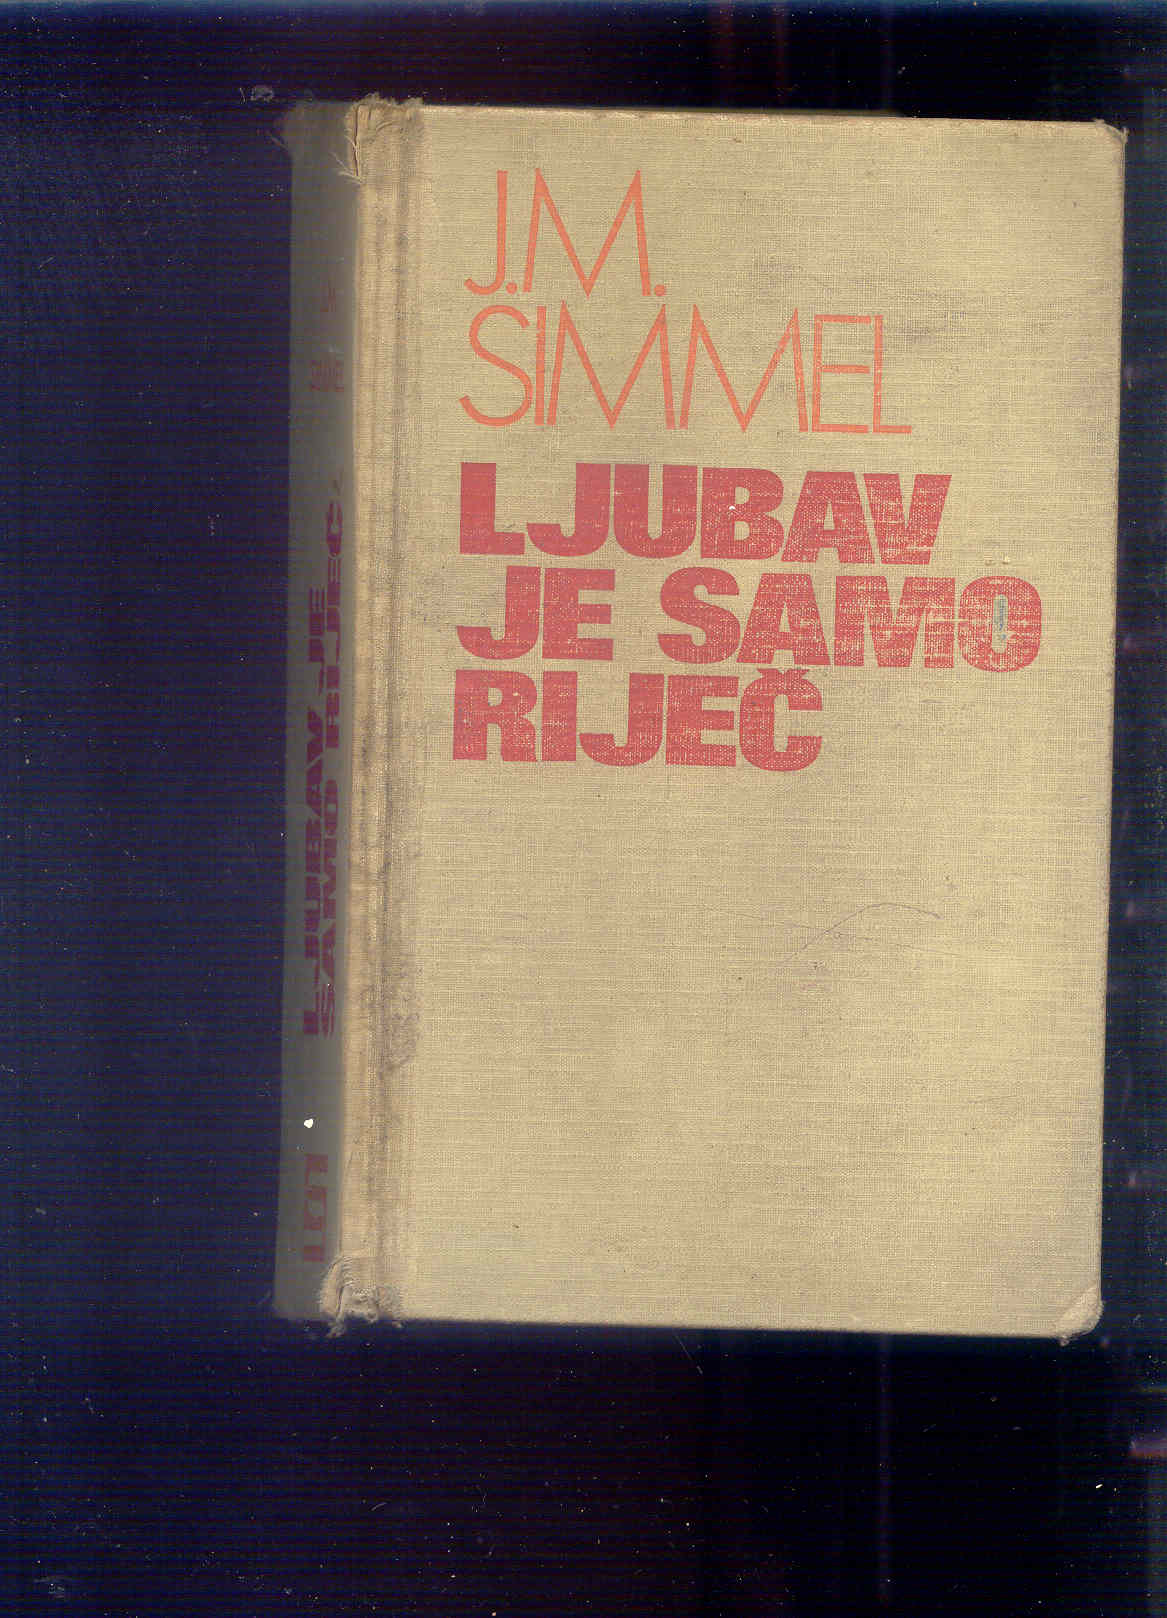 J.M.
SIMMEL
LJUBAV
JE SAMO
RIJEČ
LJUBAV JE
SAMO RIJEČ